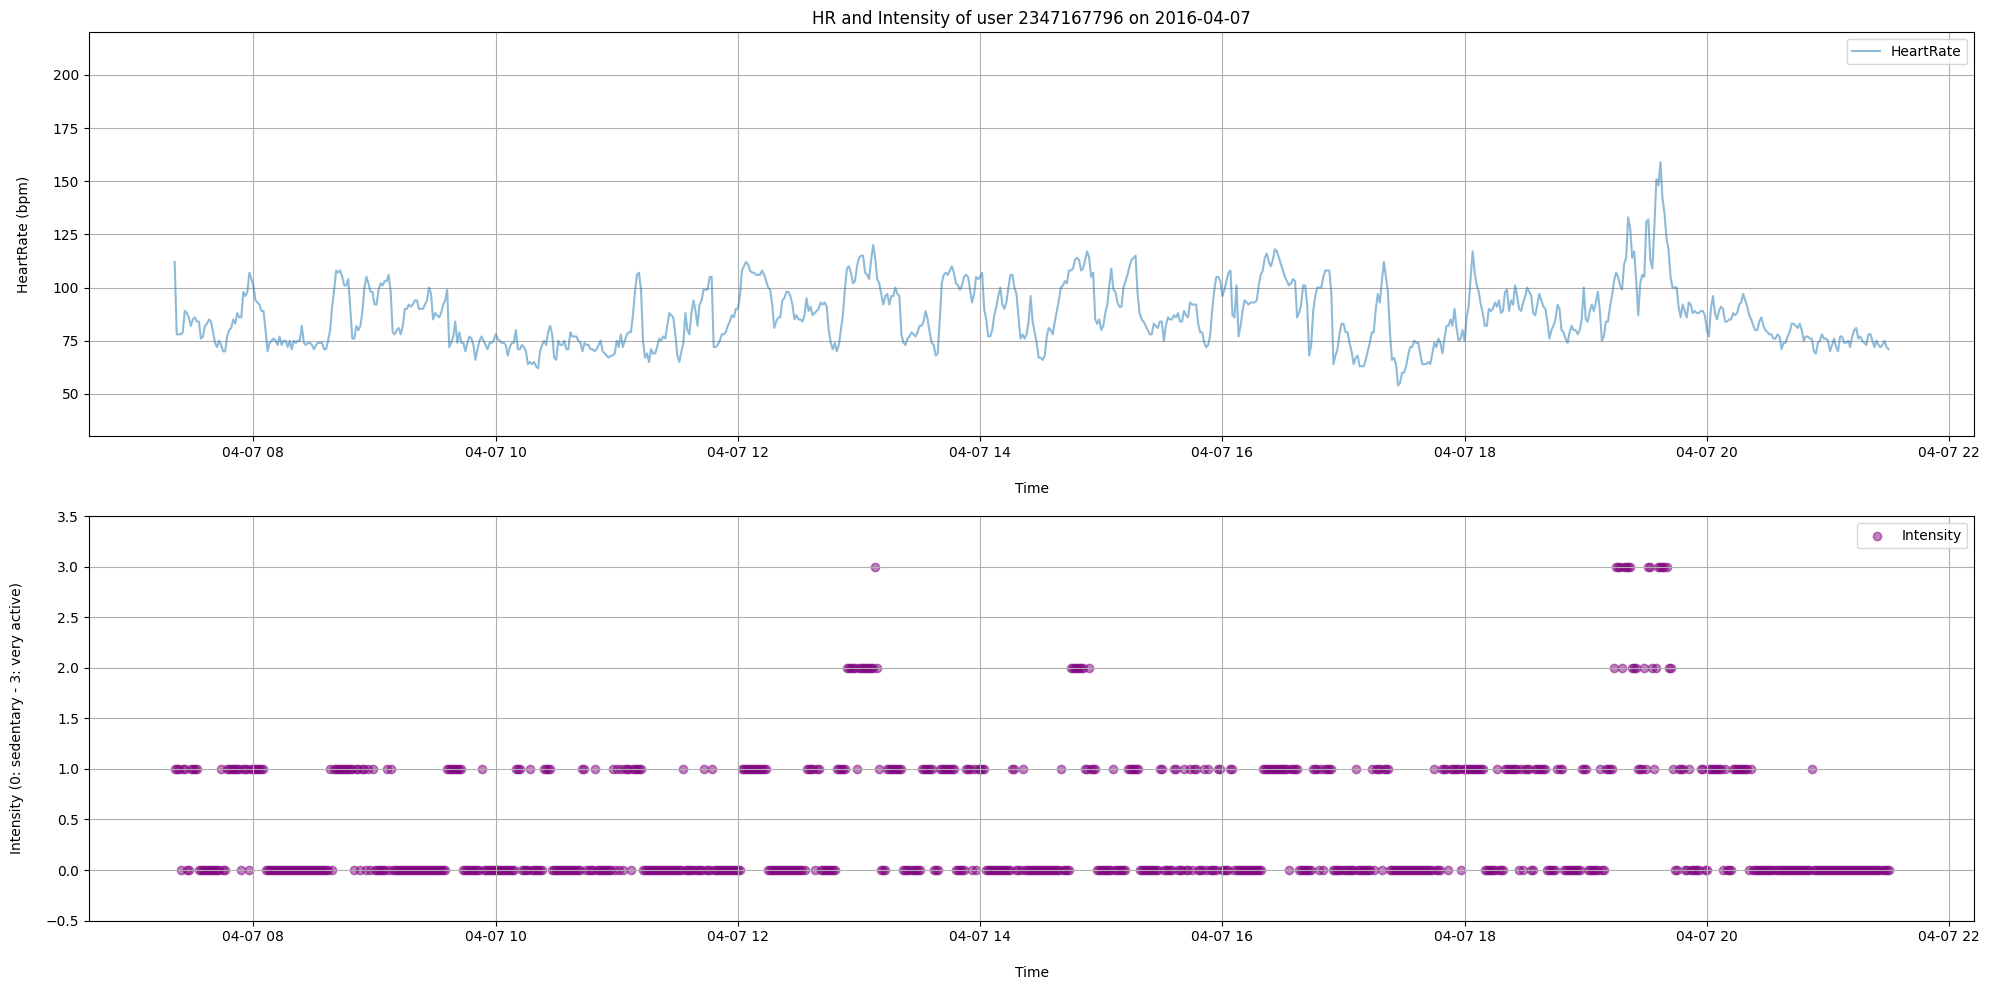 HR and Intensity of user 2347167796 on 2016-04-07
HeartRate
200
175
150
125
100
75
50
HeartRate (bpm)
04-07 08 04-07 10 04-07 12 04-07 14 04-07 16 04-07 18 04-07 20 04-07 22
Time
Intensity
3.5
3.0
2.5
2.0
1.5
1.0
0.5
0.0
−0.5
Intensity (0: sedentary - 3: very active)
04-07 08 04-07 10 04-07 12 04-07 14 04-07 16 04-07 18 04-07 20 04-07 22
Time